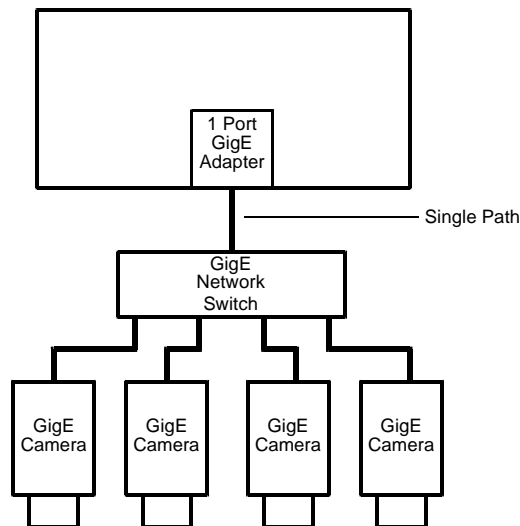 1 Port
GigE
Adapter
Single Path
GigE
Network
Switch
GigE
Camera
GigE
Camera
GigE
Camera
GigE
Camera